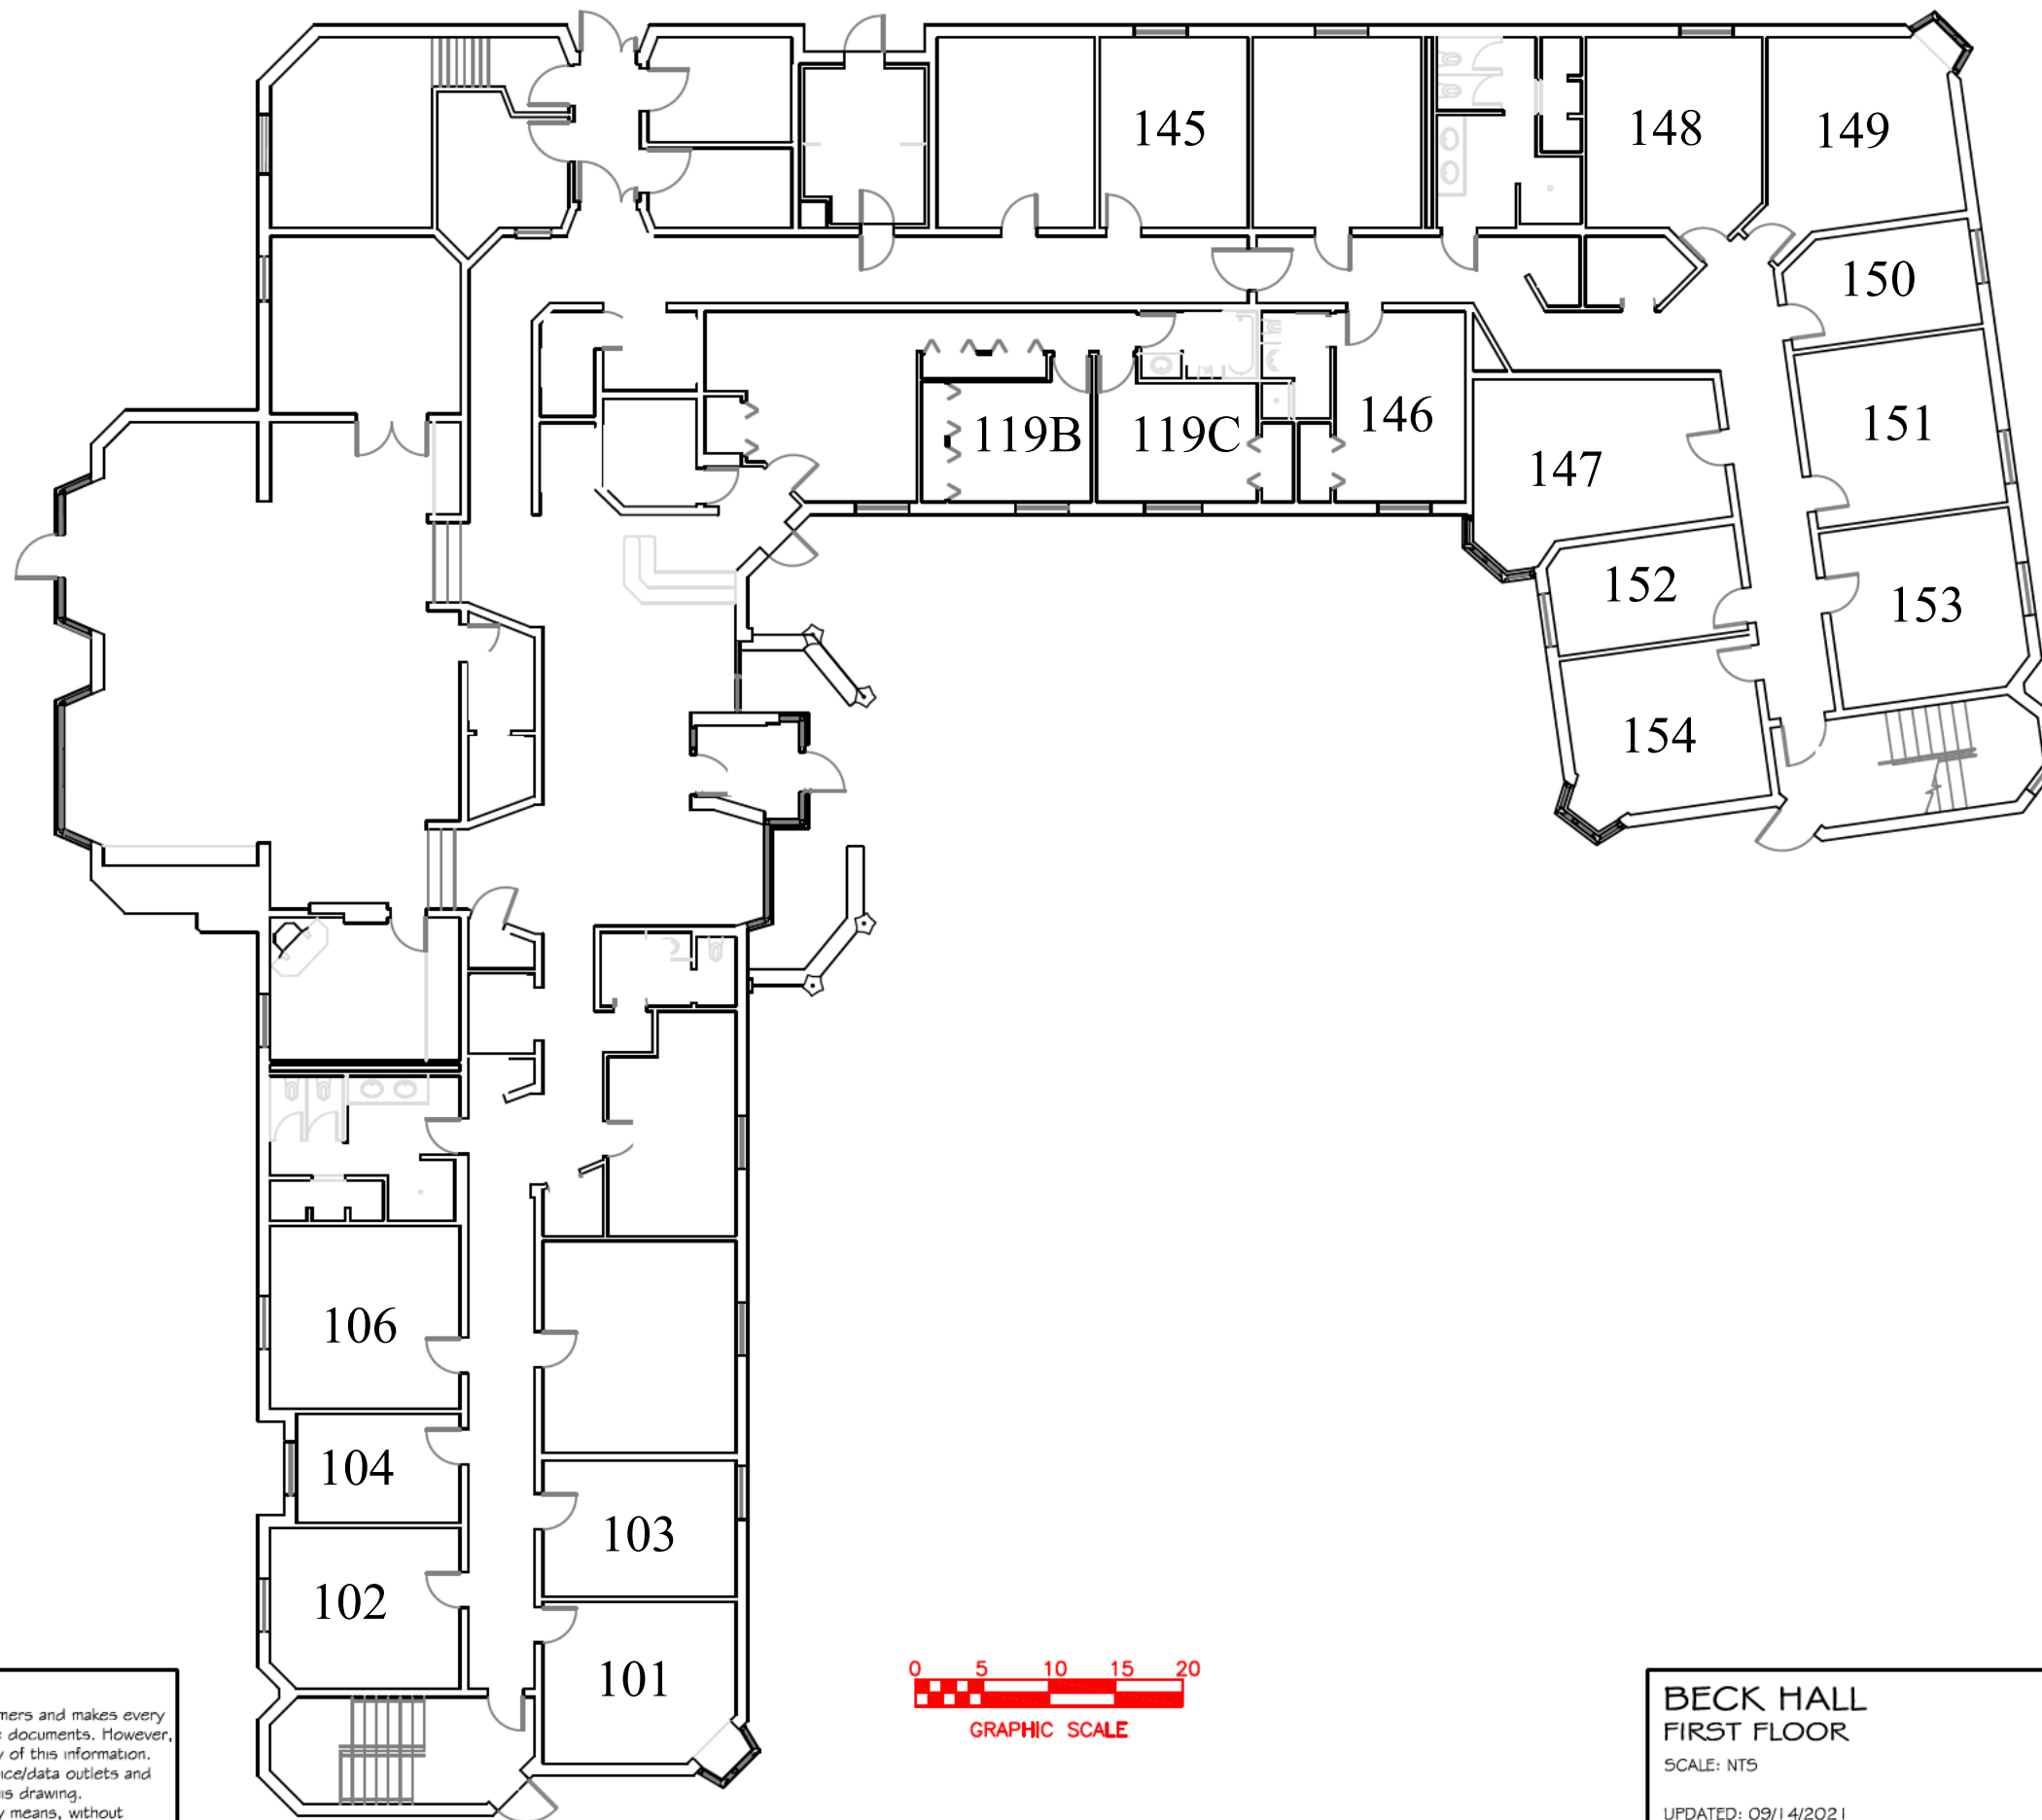 145
148
149
150
119B
119C
146
151
147
152
153
154
106
104
103
102
101
0 5 10 15 20
GRAPHIC SCALE
mers and makes every
documents. However,
y of this information.
ice/data outlets and
is drawing.
y means, without
BECK HALL
FIRST FLOOR
SCALE: NTS
UPDATED: 09/14/2021